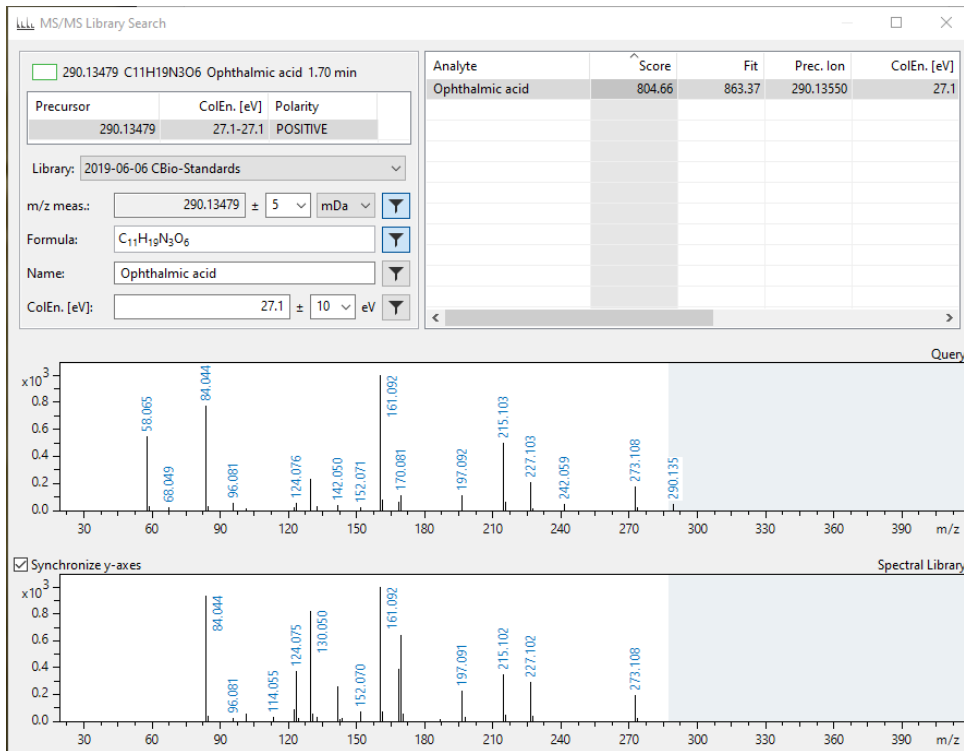 MS/MS Library Search
290.13479 C11H19N3O6 Ophthalmic acid 1.70 min
Precursor ColEn. [eV] Polarity
290.13479 27.1-27.1 POSITIVE
Library: 2019-06-06 CBio-Standards
m/z meas.: 290.13479 ± 5 mDa
Formula: C₁₁H₁₉N₃O₆
Name: Ophthalmic acid
ColEn. [eV]: 27.1 ± 10 eV
Analyte Score Fit Prec. Ion ColEn. [eV]
Ophthalmic acid 804.66 863.37 290.13550 27.1
Query
x10³
0.8
0.6
0.4
0.2
0.0
58.065
68.049
84.044
96.081
124.076
142.050
152.071
161.092
170.081
197.092
215.103
227.103
242.059
273.108
290.135
30 60 90 120 150 180 210 240 270 300 330 360 390 m/z
Synchronize y-axes Spectral Library
x10³
0.8
0.6
0.4
0.2
0.0
84.044
96.081
114.055
124.075
130.050
152.070
161.092
197.091
215.102
227.102
273.108
30 60 90 120 150 180 210 240 270 300 330 360 390 m/z